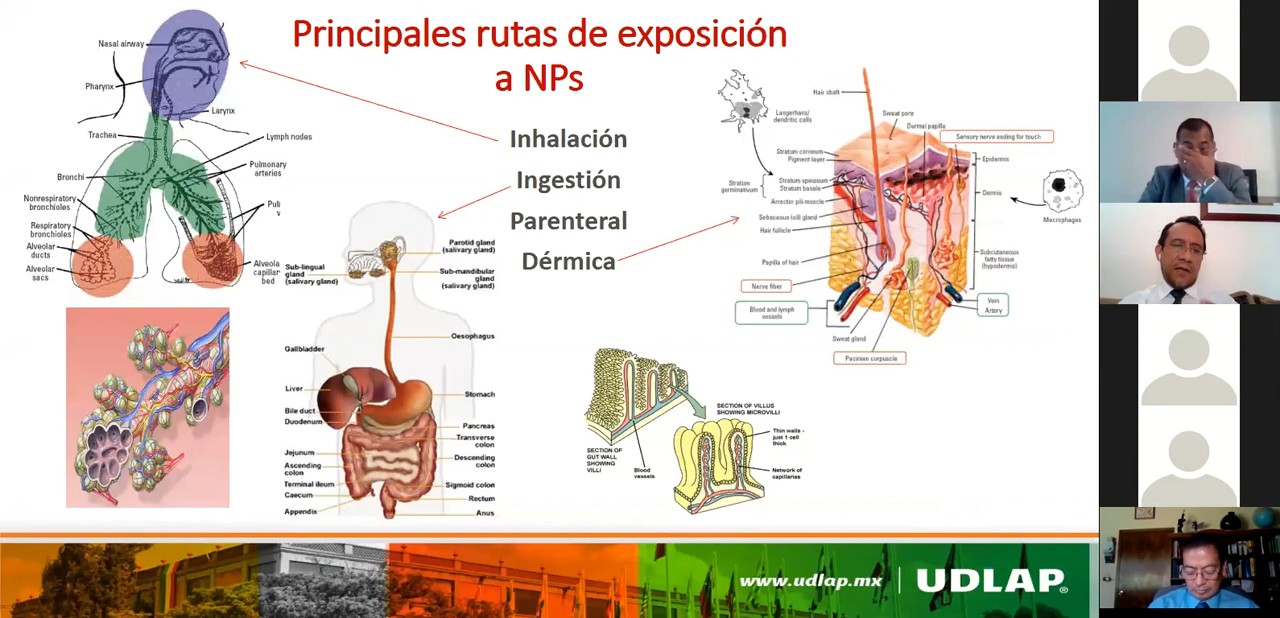 Principales rutas de exposición
a NPs
Inhalación
Ingestión
Parenteral
Dérmica
Nasal airway
Pharynx
Larynx
Trachea
Lymph nodes
Pulmonary
arteries
Bronchi
Nonrespiratory
bronchioles
Respiratory
bronchioles
Alveolar
ducts
Alveolar
sacs
Pul
v
Alveola
capillar
bed
Parotid gland
(salivary gland)
Sub-lingual
gland
(salivary gland)
Sub-mandibular
gland
(salivary gland)
Oesophagus
Gallbladder
Liver
Stomach
Bile duct
Duodenum
Pancreas
Transverse
colon
Jejunum
Descending
colon
Ascending
colon
Terminal ileum
Sigmoid colon
Caecum
Rectum
Appendix
Anus
Hair shaft
Langerhans/
dendritic cells
Sweat pore
Dermal papilla
Sensory nerve ending for touch
Stratum corneum
Pigment layer
Epidermis
Stratum
germinativum
Stratum spinosum
Stratum basale
Dermis
Arrector pili muscle
Sebaceous (oil) gland
Hair follicle
Macrophages
Papilla of hair
Subcutaneous
fatty tissue
(hypodermis)
Nerve fiber
Blood and lymph
vessels
Vein
Artery
Sweat gland
Pacinian corpuscle
SECTION OF
GUT WALL
SHOWING
VILLI
Blood
vessels
SECTION OF VILLUS
SHOWING MICROVILLI
Thin walls -
just 1 cell
thick
Network of
capillaries
www.udlap.mx
UDLAP®